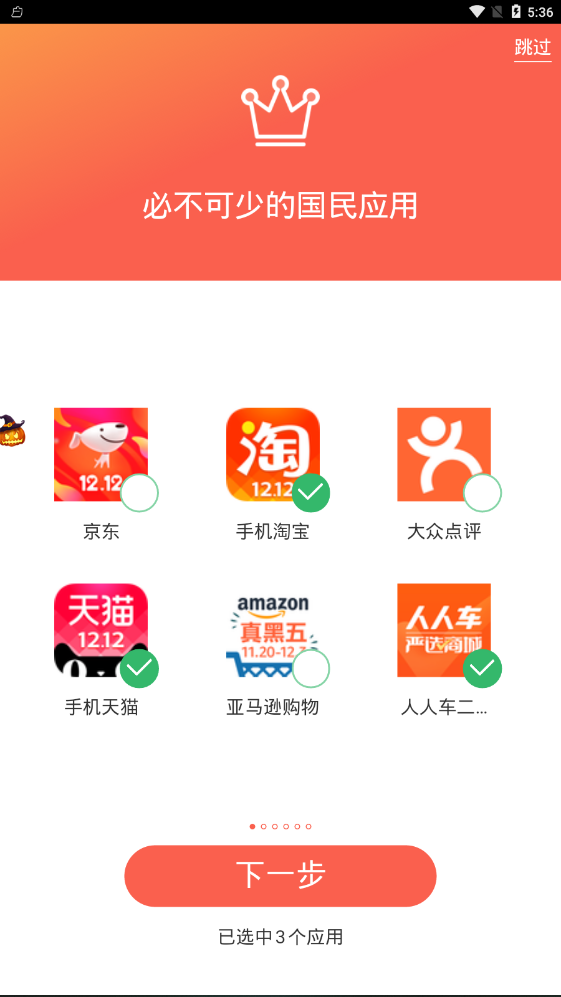 5:36
跳过
必不可少的国民应用
12.12
京东
淘
12.12
手机淘宝
大众点评
天猫
12.12
手机天猫
amazon
真黑五
亚马逊购物
人人车
严选商城
人人车二...
下一步
已选中3个应用